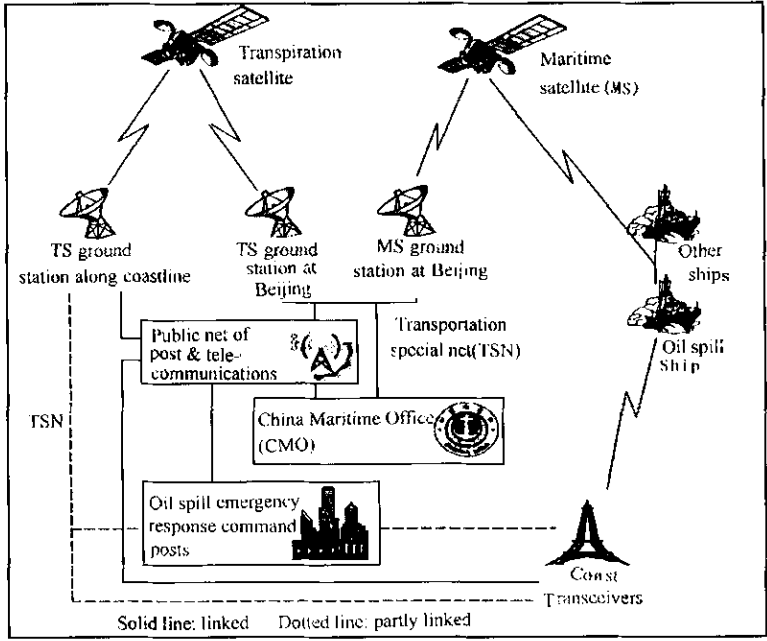 Transpiration
satellite
Maritime
satellite (MS)
TS ground
station along coastline
TS ground
station at
Beijing
MS ground
station at Beijing
Other
ships
Oil spill
Ship
Public net of
post & tele-
communications
Transportation
special net(TSN)
TSN
China Maritime Office
(CMO)
Oil spill emergency
response command
posts
Coast
Transceivers
Solid line: linked Dotted line: partly linked